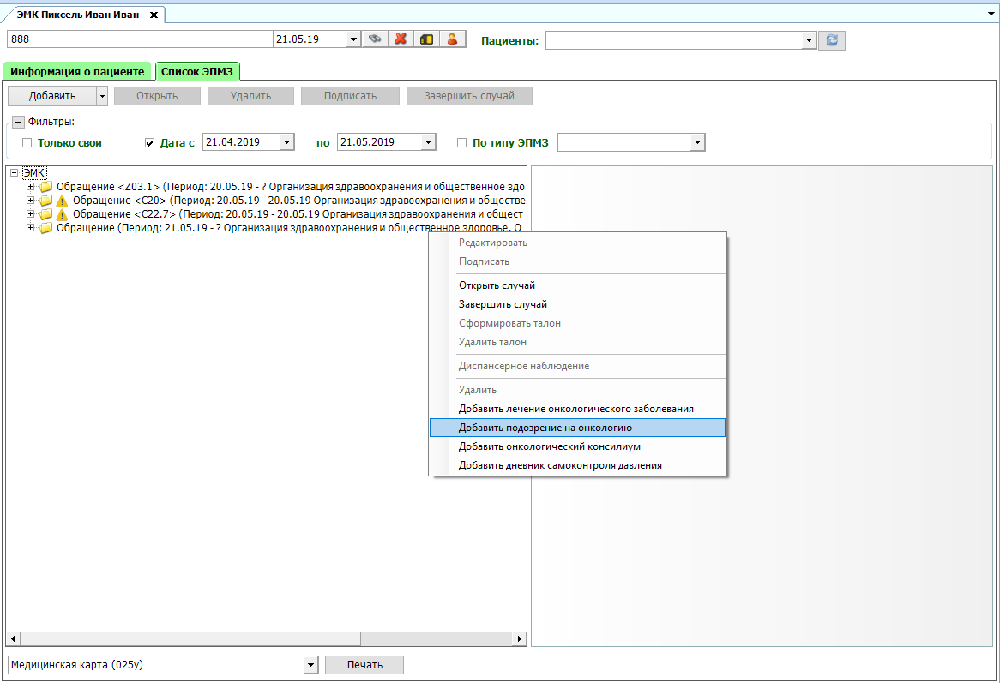 ЭМК Пиксель Иван Иван
888 21.05.19 Пациенты:
Информация о пациенте Список ЭПМЗ
Добавить Открыть Удалить Подписать Завершить случай
Фильтры:
Только свои Дата с 21.04.2019 по 21.05.2019 По типу ЭПМЗ
ЭМК
Обращение <Z03.1> (Период: 20.05.19 - ? Организация здравоохранения и общественное здо
Обращение <C20> (Период: 20.05.19 - 20.05.19 Организация здравоохранения и обществе
Обращение <C22.7> (Период: 20.05.19 - 20.05.19 Организация здравоохранения и общест
Обращение (Период: 21.05.19 - ? Организация здравоохранения и общественное здоровье, О
Редактировать
Подписать
Открыть случай
Завершить случай
Сформировать талон
Удалить талон
Диспансерное наблюдение
Удалить
Добавить лечение онкологического заболевания
Добавить подозрение на онкологию
Добавить онкологический консилиум
Добавить дневник самоконтроля давления
Медицинская карта (025у) Печать